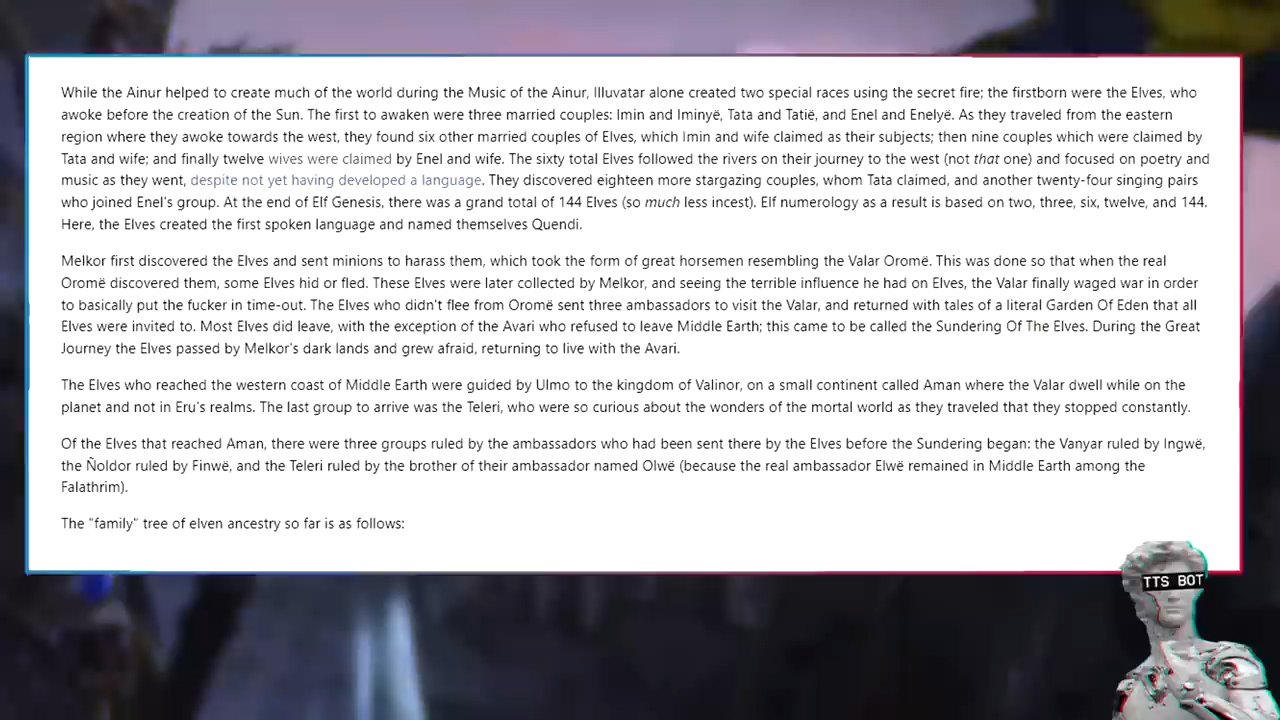 While the Ainur helped to create much of the world during the Music of the Ainur, Illuvatar alone created two special races using the secret fire; the firstborn were the Elves, who
awoke before the creation of the Sun. The first to awaken were three married couples: Imin and Iminyë, Tata and Tatië, and Enel and Enelyë. As they traveled from the eastern
region where they awoke towards the west, they found six other married couples of Elves, which Imin and wife claimed as their subjects; then nine couples which were claimed by
Tata and wife; and finally twelve wives were claimed by Enel and wife. The sixty total Elves followed the rivers on their journey to the west (not that one) and focused on poetry and
music as they went, despite not yet having developed a language. They discovered eighteen more stargazing couples, whom Tata claimed, and another twenty-four singing pairs
who joined Enel's group. At the end of Elf Genesis, there was a grand total of 144 Elves (so much less incest). Elf numerology as a result is based on two, three, six, twelve, and 144.
Here, the Elves created the first spoken language and named themselves Quendi.
Melkor first discovered the Elves and sent minions to harass them, which took the form of great horsemen resembling the Valar Oromë. This was done so that when the real
Oromë discovered them, some Elves hid or fled. These Elves were later collected by Melkor, and seeing the terrible influence he had on Elves, the Valar finally waged war in order
to basically put the fucker in time-out. The Elves who didn't flee from Oromë sent three ambassadors to visit the Valar, and returned with tales of a literal Garden Of Eden that all
Elves were invited to. Most Elves did leave, with the exception of the Avari who refused to leave Middle Earth; this came to be called the Sundering Of The Elves. During the Great
Journey the Elves passed by Melkor's dark lands and grew afraid, returning to live with the Avari.
The Elves who reached the western coast of Middle Earth were guided by Ulmo to the kingdom of Valinor, on a small continent called Aman where the Valar dwell while on the
planet and not in Eru's realms. The last group to arrive was the Teleri, who were so curious about the wonders of the mortal world as they traveled that they stopped constantly.
Of the Elves that reached Aman, there were three groups ruled by the ambassadors who had been sent there by the Elves before the Sundering began: the Vanyar ruled by Ingwë,
the Ñoldor ruled by Finwë, and the Teleri ruled by the brother of their ambassador named Olwë (because the real ambassador Elwë remained in Middle Earth among the
Falathrim).
The "family" tree of elven ancestry so far is as follows:
TTS BOT